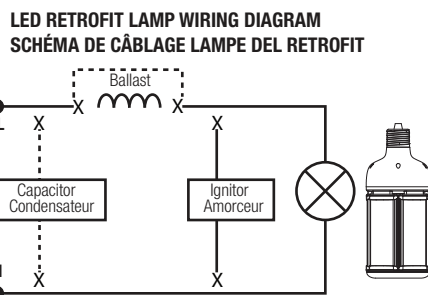 LED RETROFIT LAMP WIRING DIAGRAM
SCHÉMA DE CÂBLAGE LAMPE DEL RETROFIT
Ballast
X X
X X
Capacitor
Condensateur
Ignitor
Amorceur
X X